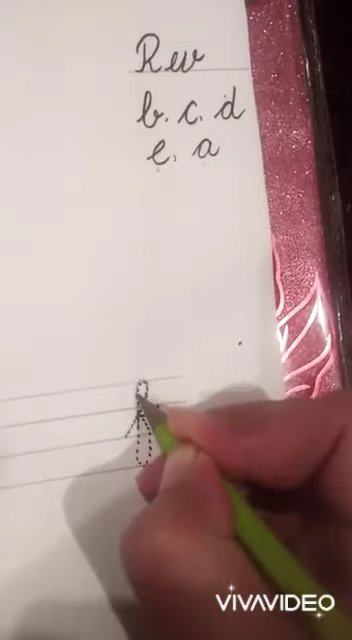 Rev
b. c. d
e. a
f
VIVAVIDEO